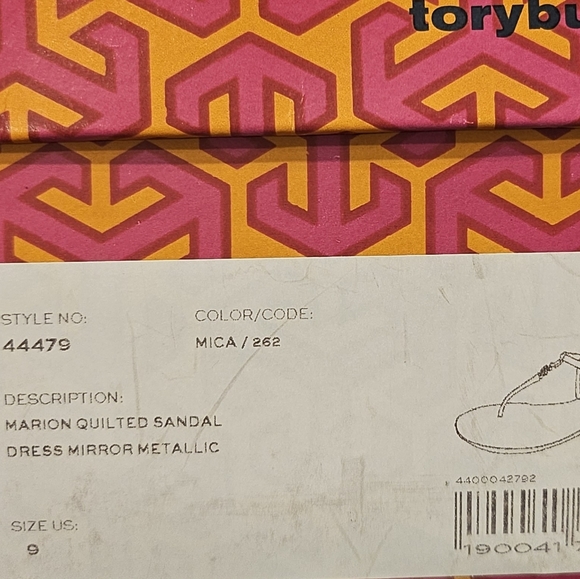 torybu
STYLE NO:
44479
COLOR/CODE:
MICA / 262
DESCRIPTION:
MARION QUILTED SANDAL
DRESS MIRROR METALLIC
SIZE US:
9
4400042792
1900417